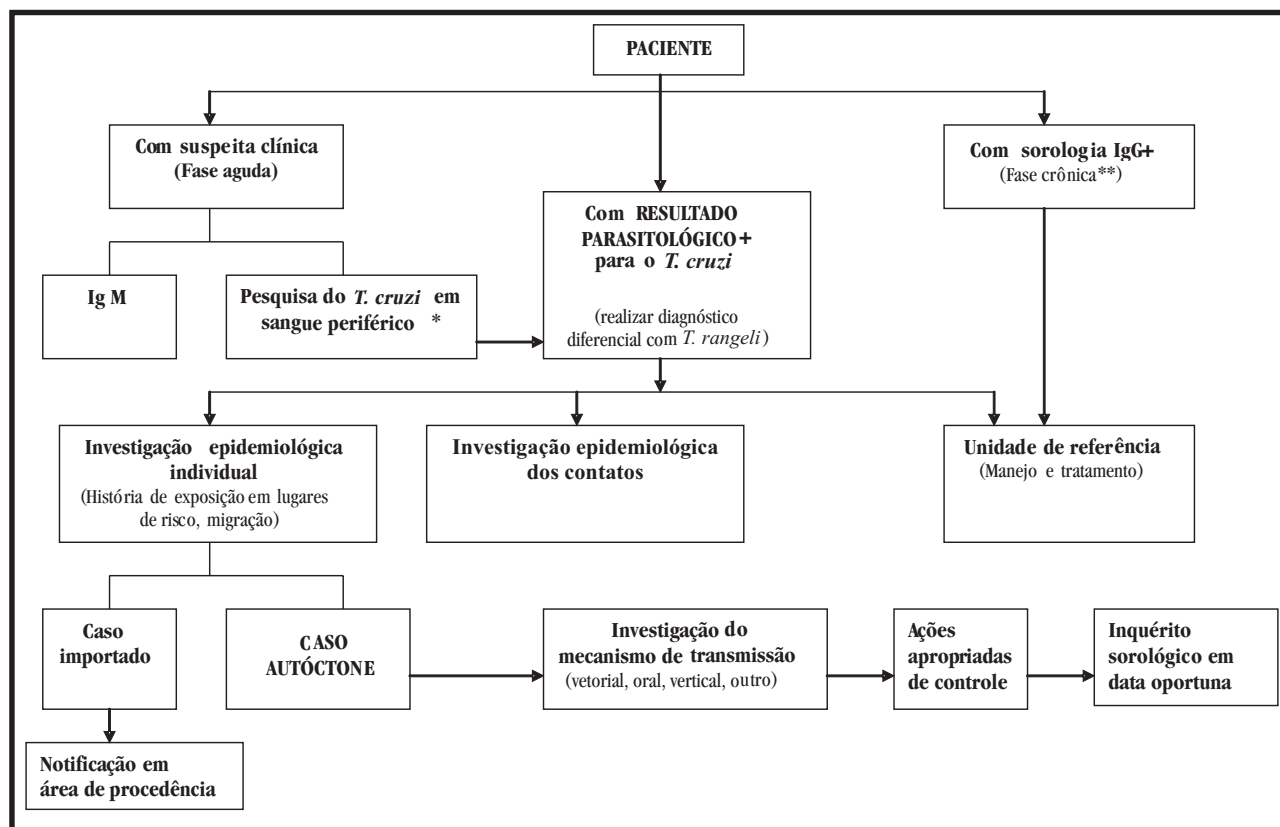 PACIENTE
Com suspeita clínica
(Fase aguda)
Com sorologia IgG+
(Fase crônica**)
Com RESULTADO
PARASITOLÓGICO+
para o T. cruzi
(realizar diagnóstico
diferencial com T. rangeli)
Ig M
Pesquisa do T. cruzi em
sangue periférico *
Investigação epidemiológica
individual
(História de exposição em lugares
de risco, migração)
Investigação epidemiológica
dos contatos
Unidade de referência
(Manejo e tratamento)
Caso
importado
CASO
AUTÓCTONE
Investigação do
mecanismo de transmissão
(vetorial, oral, vertical, outro)
Ações
apropriadas
de controle
Inquérito
sorológico em
data oportuna
Notificação em
área de procedência